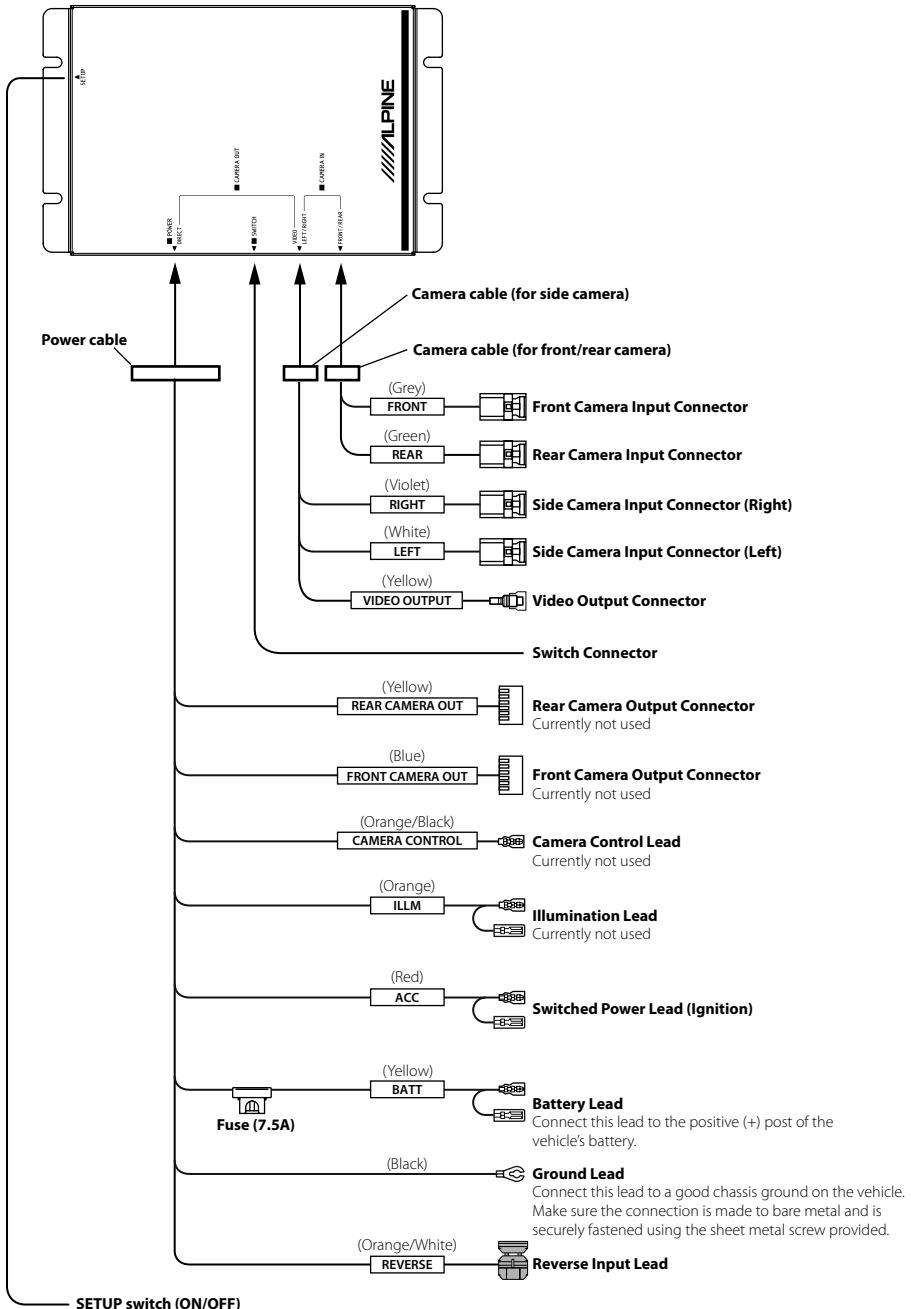 SETUP
ALPINE
CAMERA OUT
CAMERA IN
POWER
DIRECT
SWITCH
VIDEO
LEFT/RIGHT
FRONT/REAR
Camera cable (for side camera)
Power cable
Camera cable (for front/rear camera)
(Grey)
FRONT
Front Camera Input Connector
(Green)
REAR
Rear Camera Input Connector
(Violet)
RIGHT
Side Camera Input Connector (Right)
(White)
LEFT
Side Camera Input Connector (Left)
(Yellow)
VIDEO OUTPUT
Video Output Connector
Switch Connector
(Yellow)
REAR CAMERA OUT
Rear Camera Output Connector
Currently not used
(Blue)
FRONT CAMERA OUT
Front Camera Output Connector
Currently not used
(Orange/Black)
CAMERA CONTROL
Camera Control Lead
Currently not used
(Orange)
ILLM
Illumination Lead
Currently not used
(Red)
ACC
Switched Power Lead (Ignition)
(Yellow)
BATT
Fuse (7.5A)
Battery Lead
Connect this lead to the positive (+) post of the
vehicle's battery.
(Black)
Ground Lead
Connect this lead to a good chassis ground on the vehicle.
Make sure the connection is made to bare metal and is
securely fastened using the sheet metal screw provided.
(Orange/White)
REVERSE
Reverse Input Lead
SETUP switch (ON/OFF)